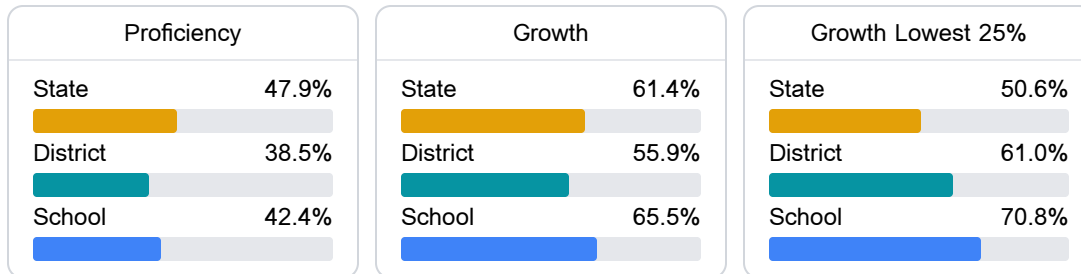 Proficiency
State 47.9%
District 38.5%
School 42.4%
Growth
State 61.4%
District 55.9%
School 65.5%
Growth Lowest 25%
State 50.6%
District 61.0%
School 70.8%